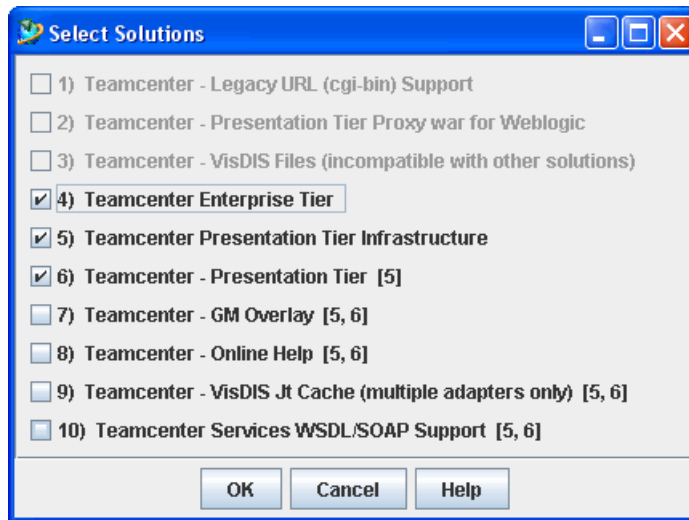 Select Solutions
1) Teamcenter - Legacy URL (cgi-bin) Support
2) Teamcenter - Presentation Tier Proxy war for Weblogic
3) Teamcenter - VisDIS Files (incompatible with other solutions)
4) Teamcenter Enterprise Tier
5) Teamcenter Presentation Tier Infrastructure
6) Teamcenter - Presentation Tier [5]
7) Teamcenter - GM Overlay [5, 6]
8) Teamcenter - Online Help [5, 6]
9) Teamcenter - VisDIS Jt Cache (multiple adapters only) [5, 6]
10) Teamcenter Services WSDL/SOAP Support [5, 6]
OK Cancel Help